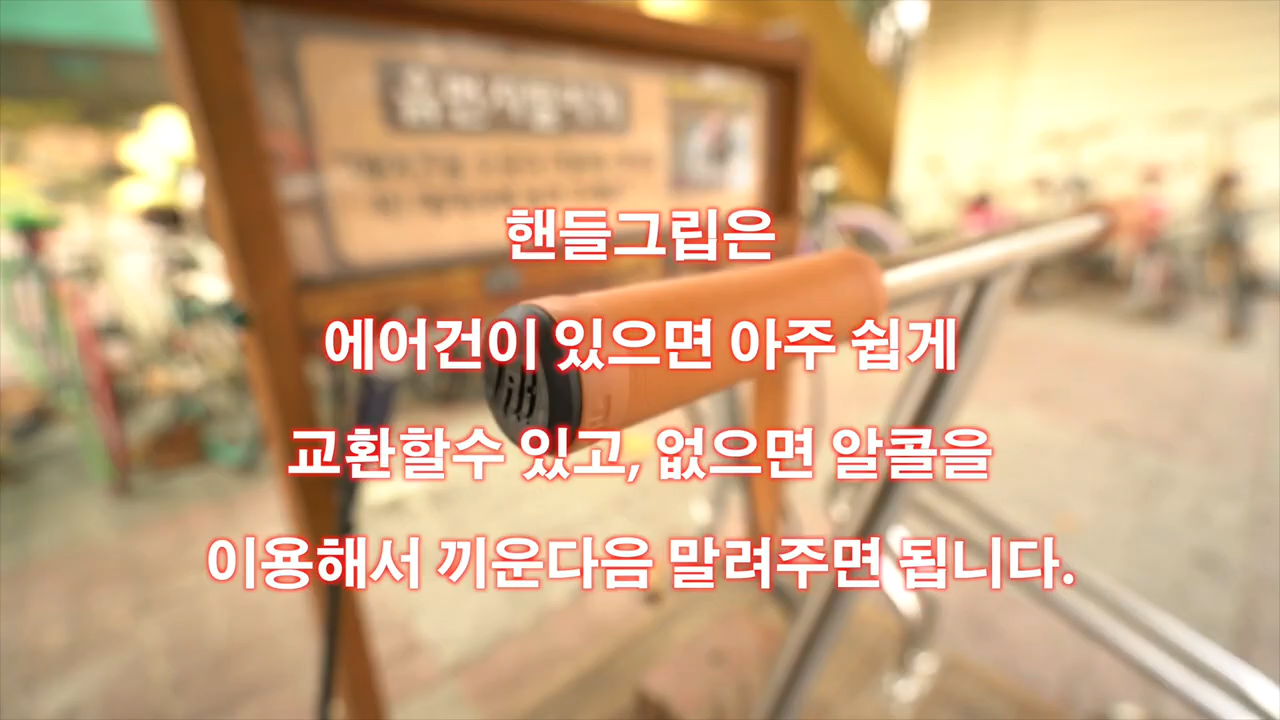 핸들그립은
에어건이 있으면 아주 쉽게
교환할수 있고, 없으면 알콜을
이용해서 끼운다음 말려주면 됩니다.